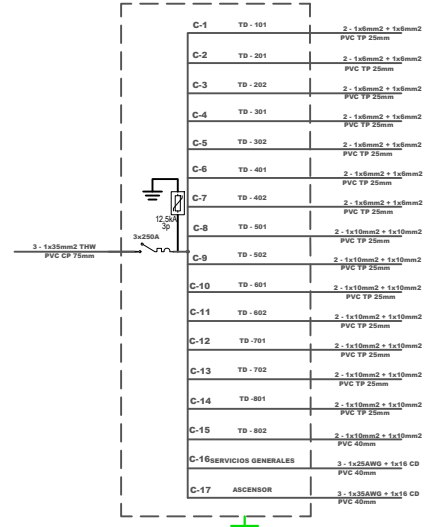 C-1 TD - 101 2 - 1x6mm2 + 1x6mm2
PVC TP 25mm
C-2 TD - 201 2 - 1x6mm2 + 1x6mm2
PVC TP 25mm
C-3 TD - 202 2 - 1x6mm2 + 1x6mm2
PVC TP 25mm
C-4 TD - 301 2 - 1x6mm2 + 1x6mm2
PVC TP 25mm
C-5 TD - 302 2 - 1x6mm2 + 1x6mm2
PVC TP 25mm
C-6 TD - 401 2 - 1x6mm2 + 1x6mm2
PVC TP 25mm
C-7 TD - 402 2 - 1x6mm2 + 1x6mm2
PVC TP 25mm
12,5kA
3p
C-8 TD - 501 2 - 1x10mm2 + 1x10mm2
PVC TP 25mm
3x250A
3 - 1x35mm2 THW
PVC CP 75mm
C-9 TD - 502 2 - 1x10mm2 + 1x10mm2
PVC TP 25mm
C-10 TD - 601 2 - 1x10mm2 + 1x10mm2
PVC TP 25mm
C-11 TD - 602 2 - 1x10mm2 + 1x10mm2
PVC TP 25mm
C-12 TD -701 2 - 1x10mm2 + 1x10mm2
PVC TP 25mm
C-13 TD - 702 2 - 1x10mm2 + 1x10mm2
PVC TP 25mm
C-14 TD -801 2 - 1x10mm2 + 1x10mm2
PVC TP 25mm
C-15 TD - 802 2 - 1x10mm2 + 1x10mm2
PVC 40mm
C-16 SERVICIOS GENERALES 3 - 1x25AWG + 1x16 CD
PVC 40mm
C-17 ASCENSOR 3 - 1x35AWG + 1x16 CD
PVC 40mm